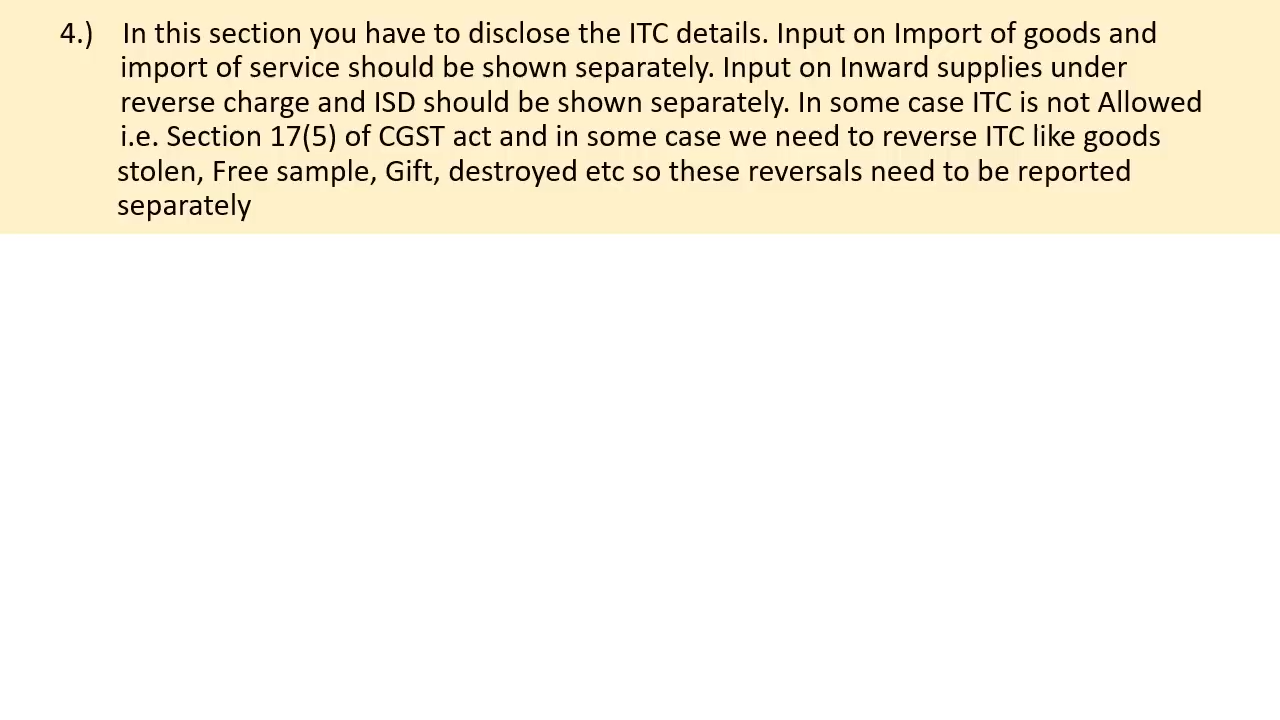 4.) In this section you have to disclose the ITC details. Input on Import of goods and
import of service should be shown separately. Input on Inward supplies under
reverse charge and ISD should be shown separately. In some case ITC is not Allowed
i.e. Section 17(5) of CGST act and in some case we need to reverse ITC like goods
stolen, Free sample, Gift, destroyed etc so these reversals need to be reported
separately